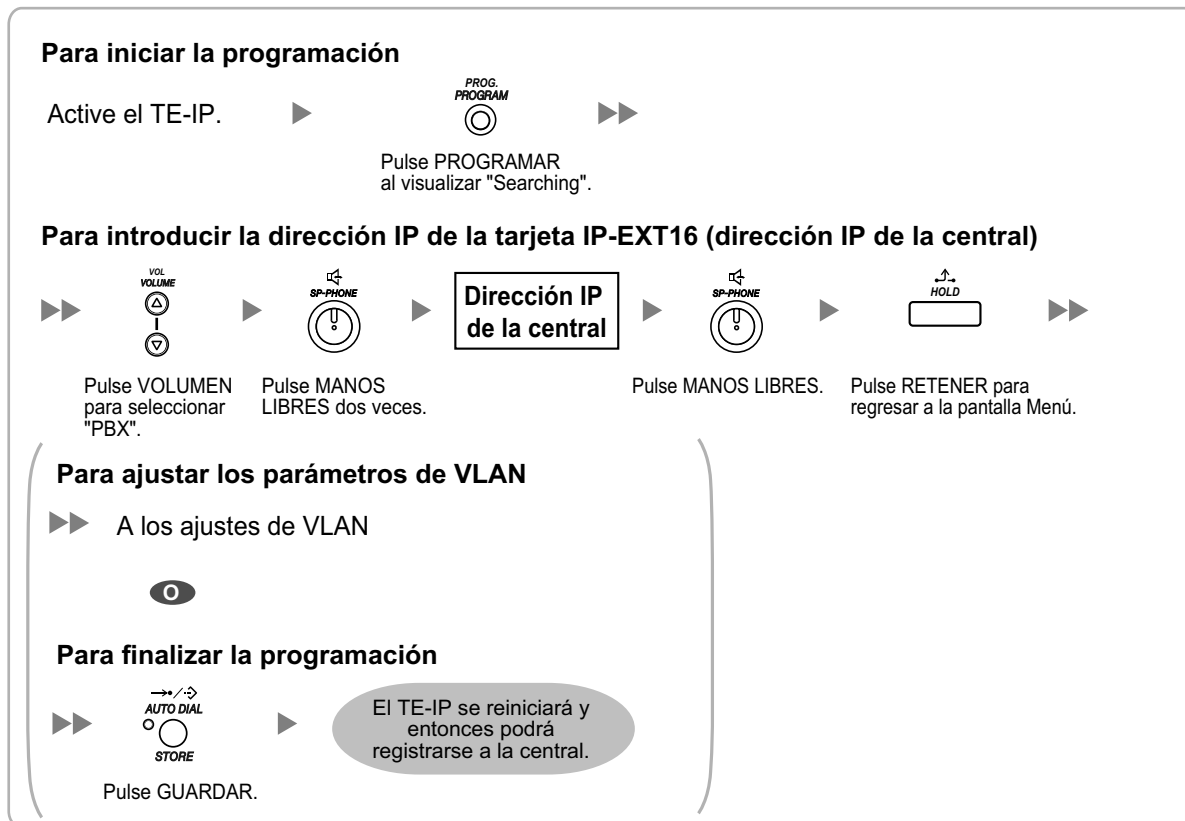 Para iniciar la programación
Active el TE-IP.
PROG.
PROGRAM
Pulse PROGRAMAR
al visualizar "Searching".
Para introducir la dirección IP de la tarjeta IP-EXT16 (dirección IP de la central)
VOL
VOLUME
Pulse VOLUMEN
para seleccionar
"PBX".
SP-PHONE
Pulse MANOS
LIBRES dos veces.
Dirección IP
de la central
SP-PHONE
Pulse MANOS LIBRES.
HOLD
Pulse RETENER para
regresar a la pantalla Menú.
Para ajustar los parámetros de VLAN
A los ajustes de VLAN
O
Para finalizar la programación
AUTO DIAL
STORE
Pulse GUARDAR.
El TE-IP se reiniciará y
entonces podrá
registrarse a la central.